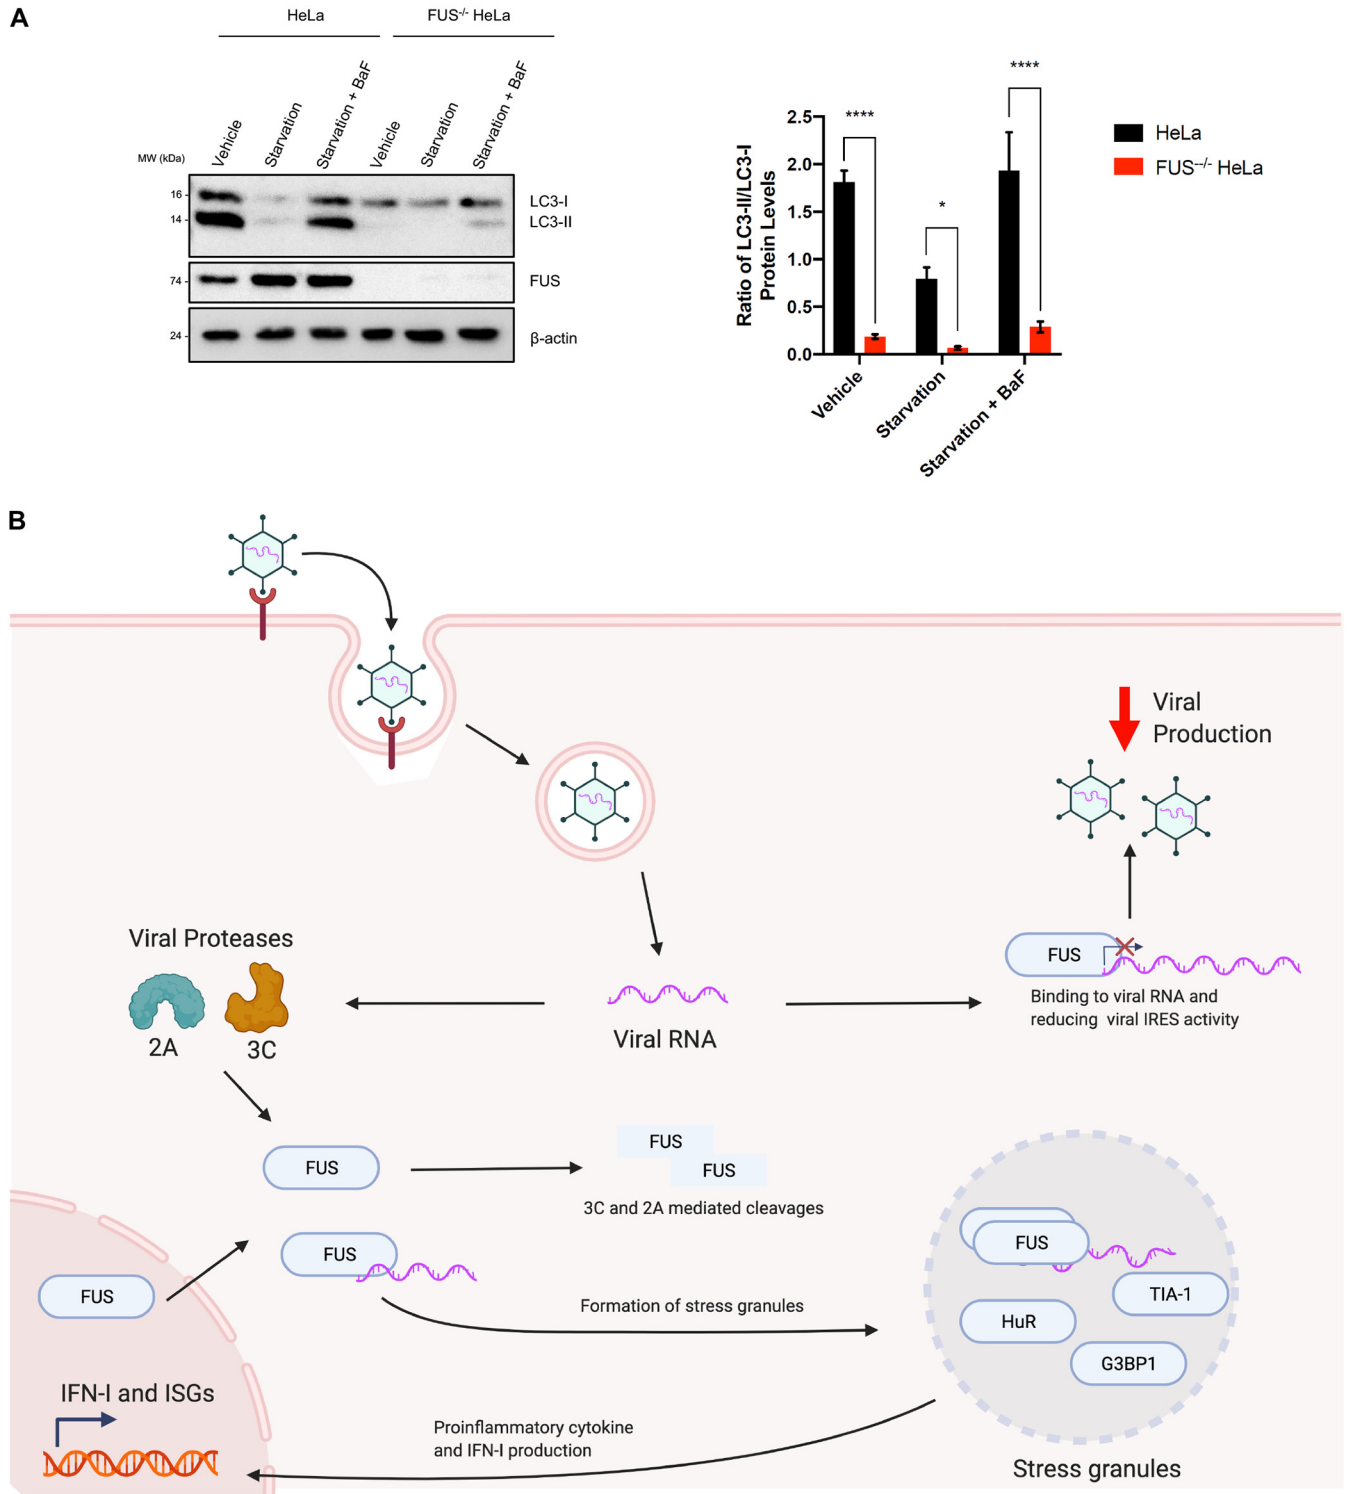 A
HeLa
FUS-/- HeLa
Vehicle
Starvation
Starvation + BaF
Vehicle
Starvation
Starvation + BaF
MW (kDa)
16
14
74
24
LC3-I
LC3-II
FUS
β-actin
Ratio of LC3-II/LC3-I
Protein Levels
2.5
2.0
1.5
1.0
0.5
0.0
****
*
****
Vehicle
Starvation
Starvation + BaF
HeLa
FUS--/- HeLa
B
Viral
Production
Viral Proteases
2A
3C
Viral RNA
FUS
Binding to viral RNA and
reducing viral IRES activity
FUS
FUS
FUS
3C and 2A mediated cleavages
FUS
FUS
Formation of stress granules
FUS
TIA-1
HuR
G3BP1
Stress granules
IFN-I and ISGs
Proinflammatory cytokine
and IFN-I production